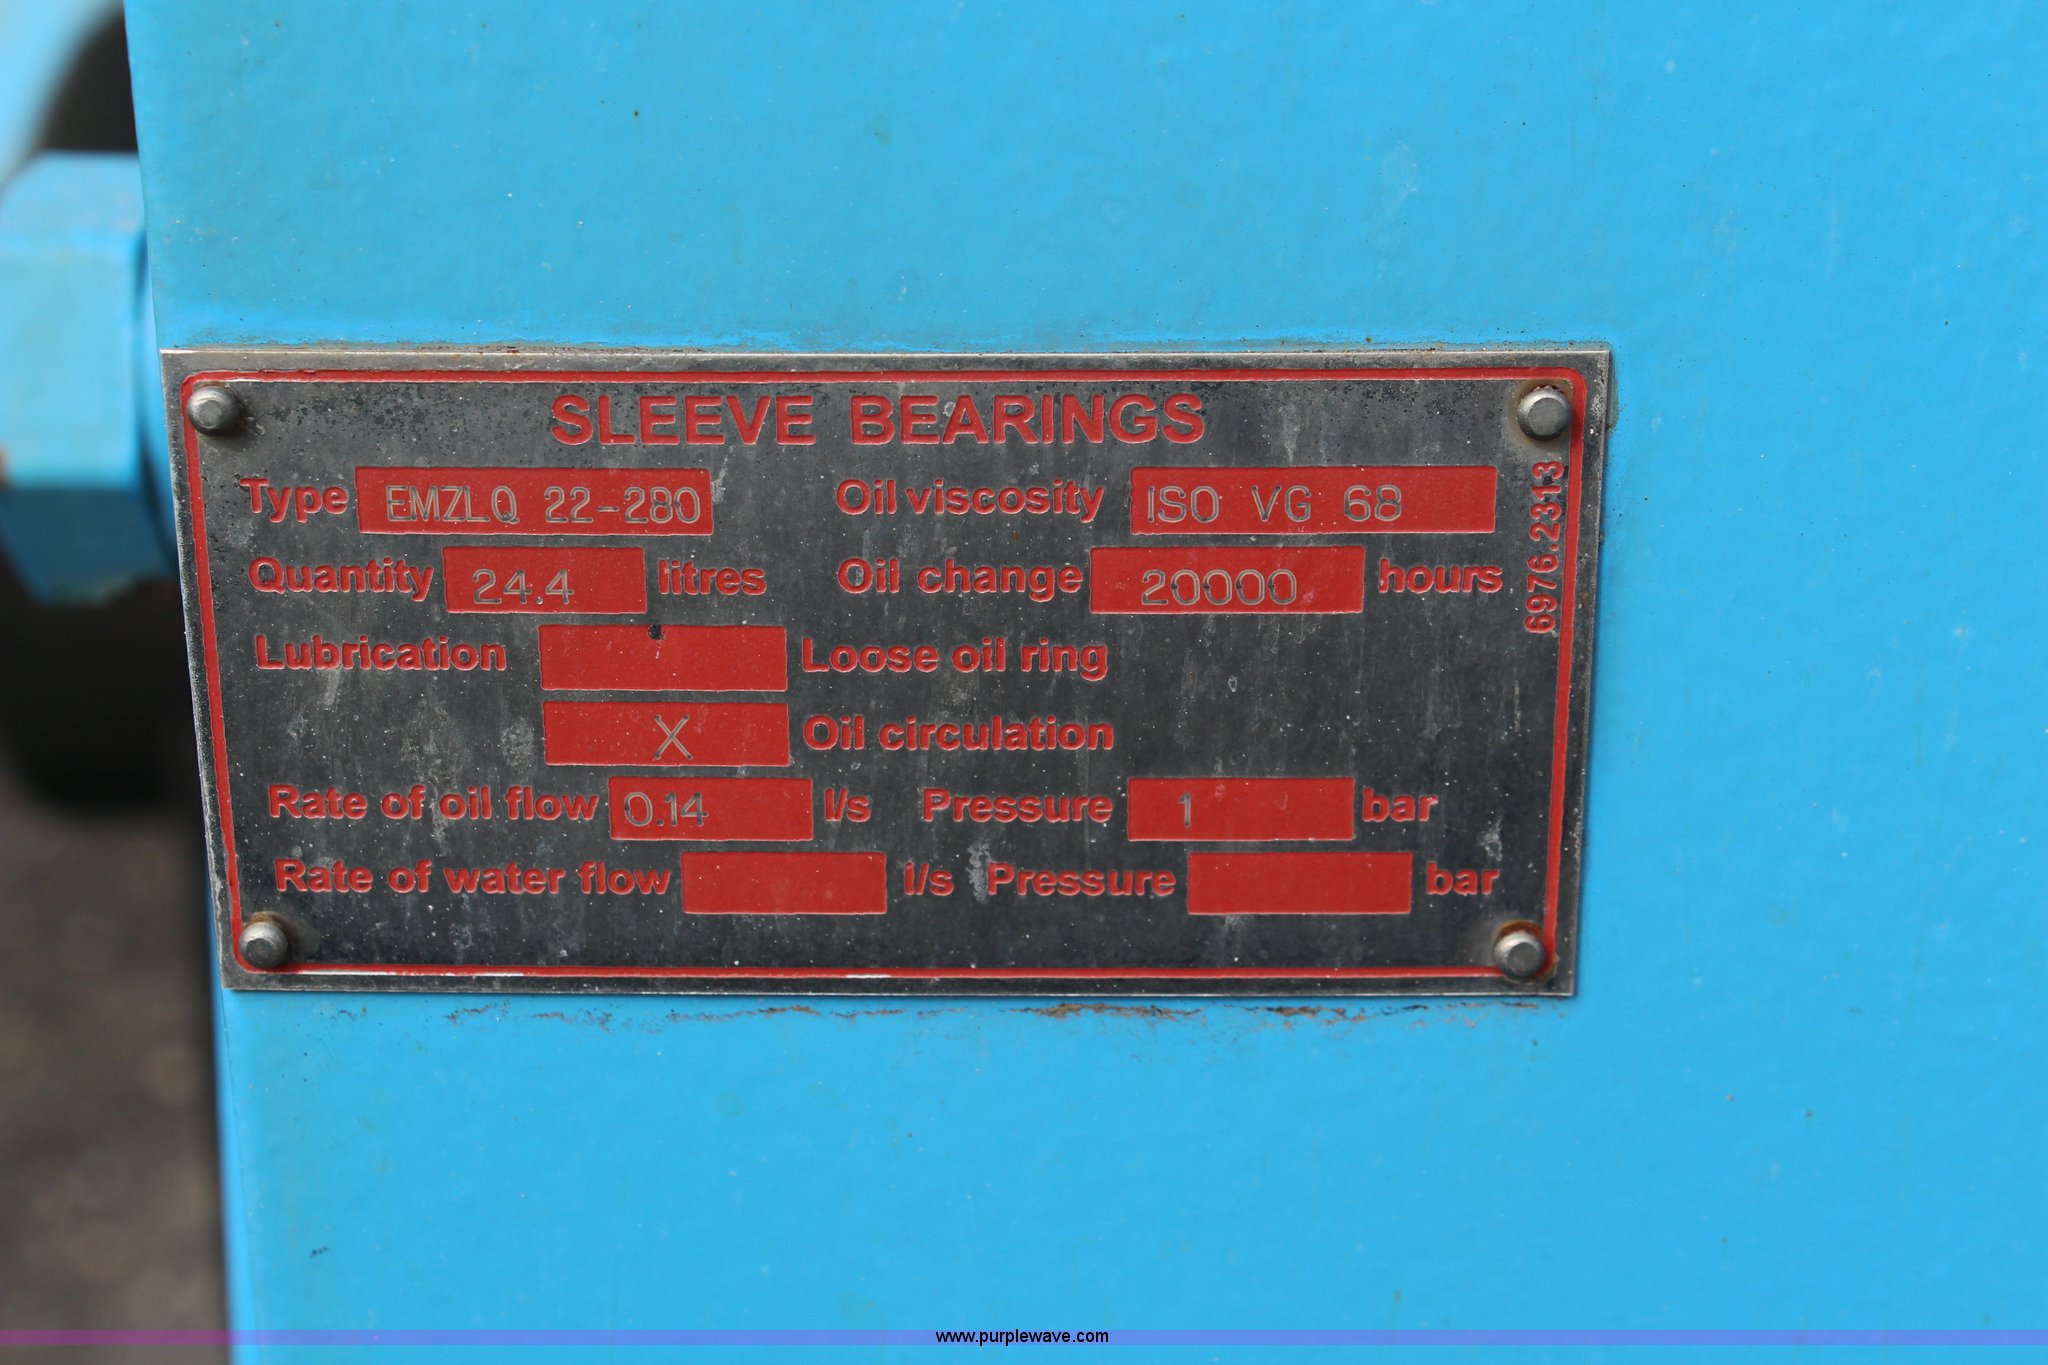 SLEEVE BEARINGS
Type EMZLQ 22-280 Oil viscosity ISO VG 68
Quantity 24.4 litres Oil change 20000 hours
Lubrication Loose oil ring
X Oil circulation
Rate of oil flow 0.14 l/s Pressure 1 bar
Rate of water flow l/s Pressure bar
6976.2313
www.purplewave.com